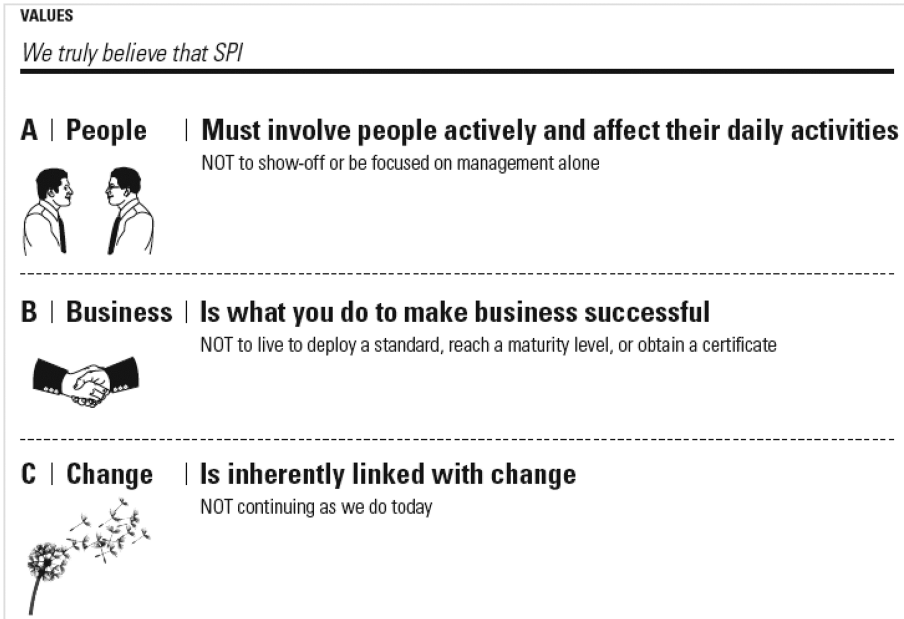 VALUES
We truly believe that SPI
A | People | Must involve people actively and affect their daily activities
NOT to show-off or be focused on management alone
B | Business | Is what you do to make business successful
NOT to live to deploy a standard, reach a maturity level, or obtain a certificate
C | Change | Is inherently linked with change
NOT continuing as we do today